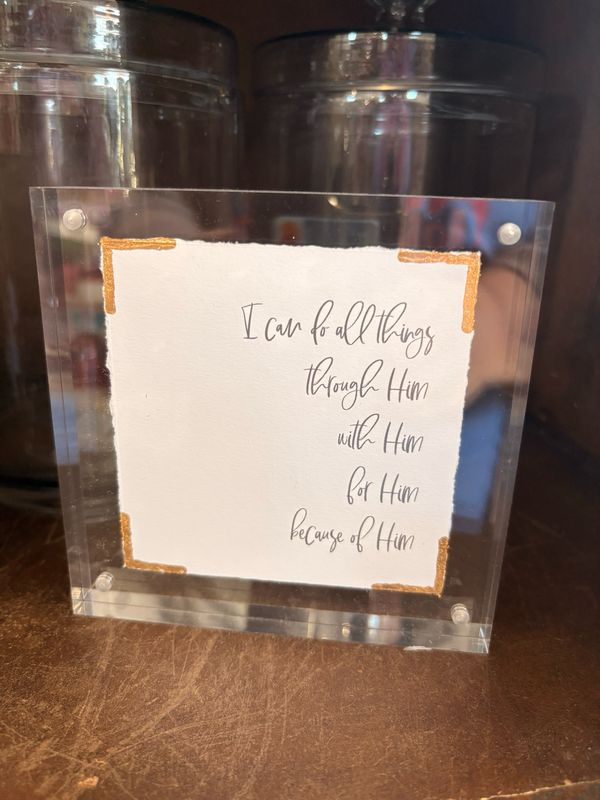 I can do all things
through Him
with Him
for Him
because of Him